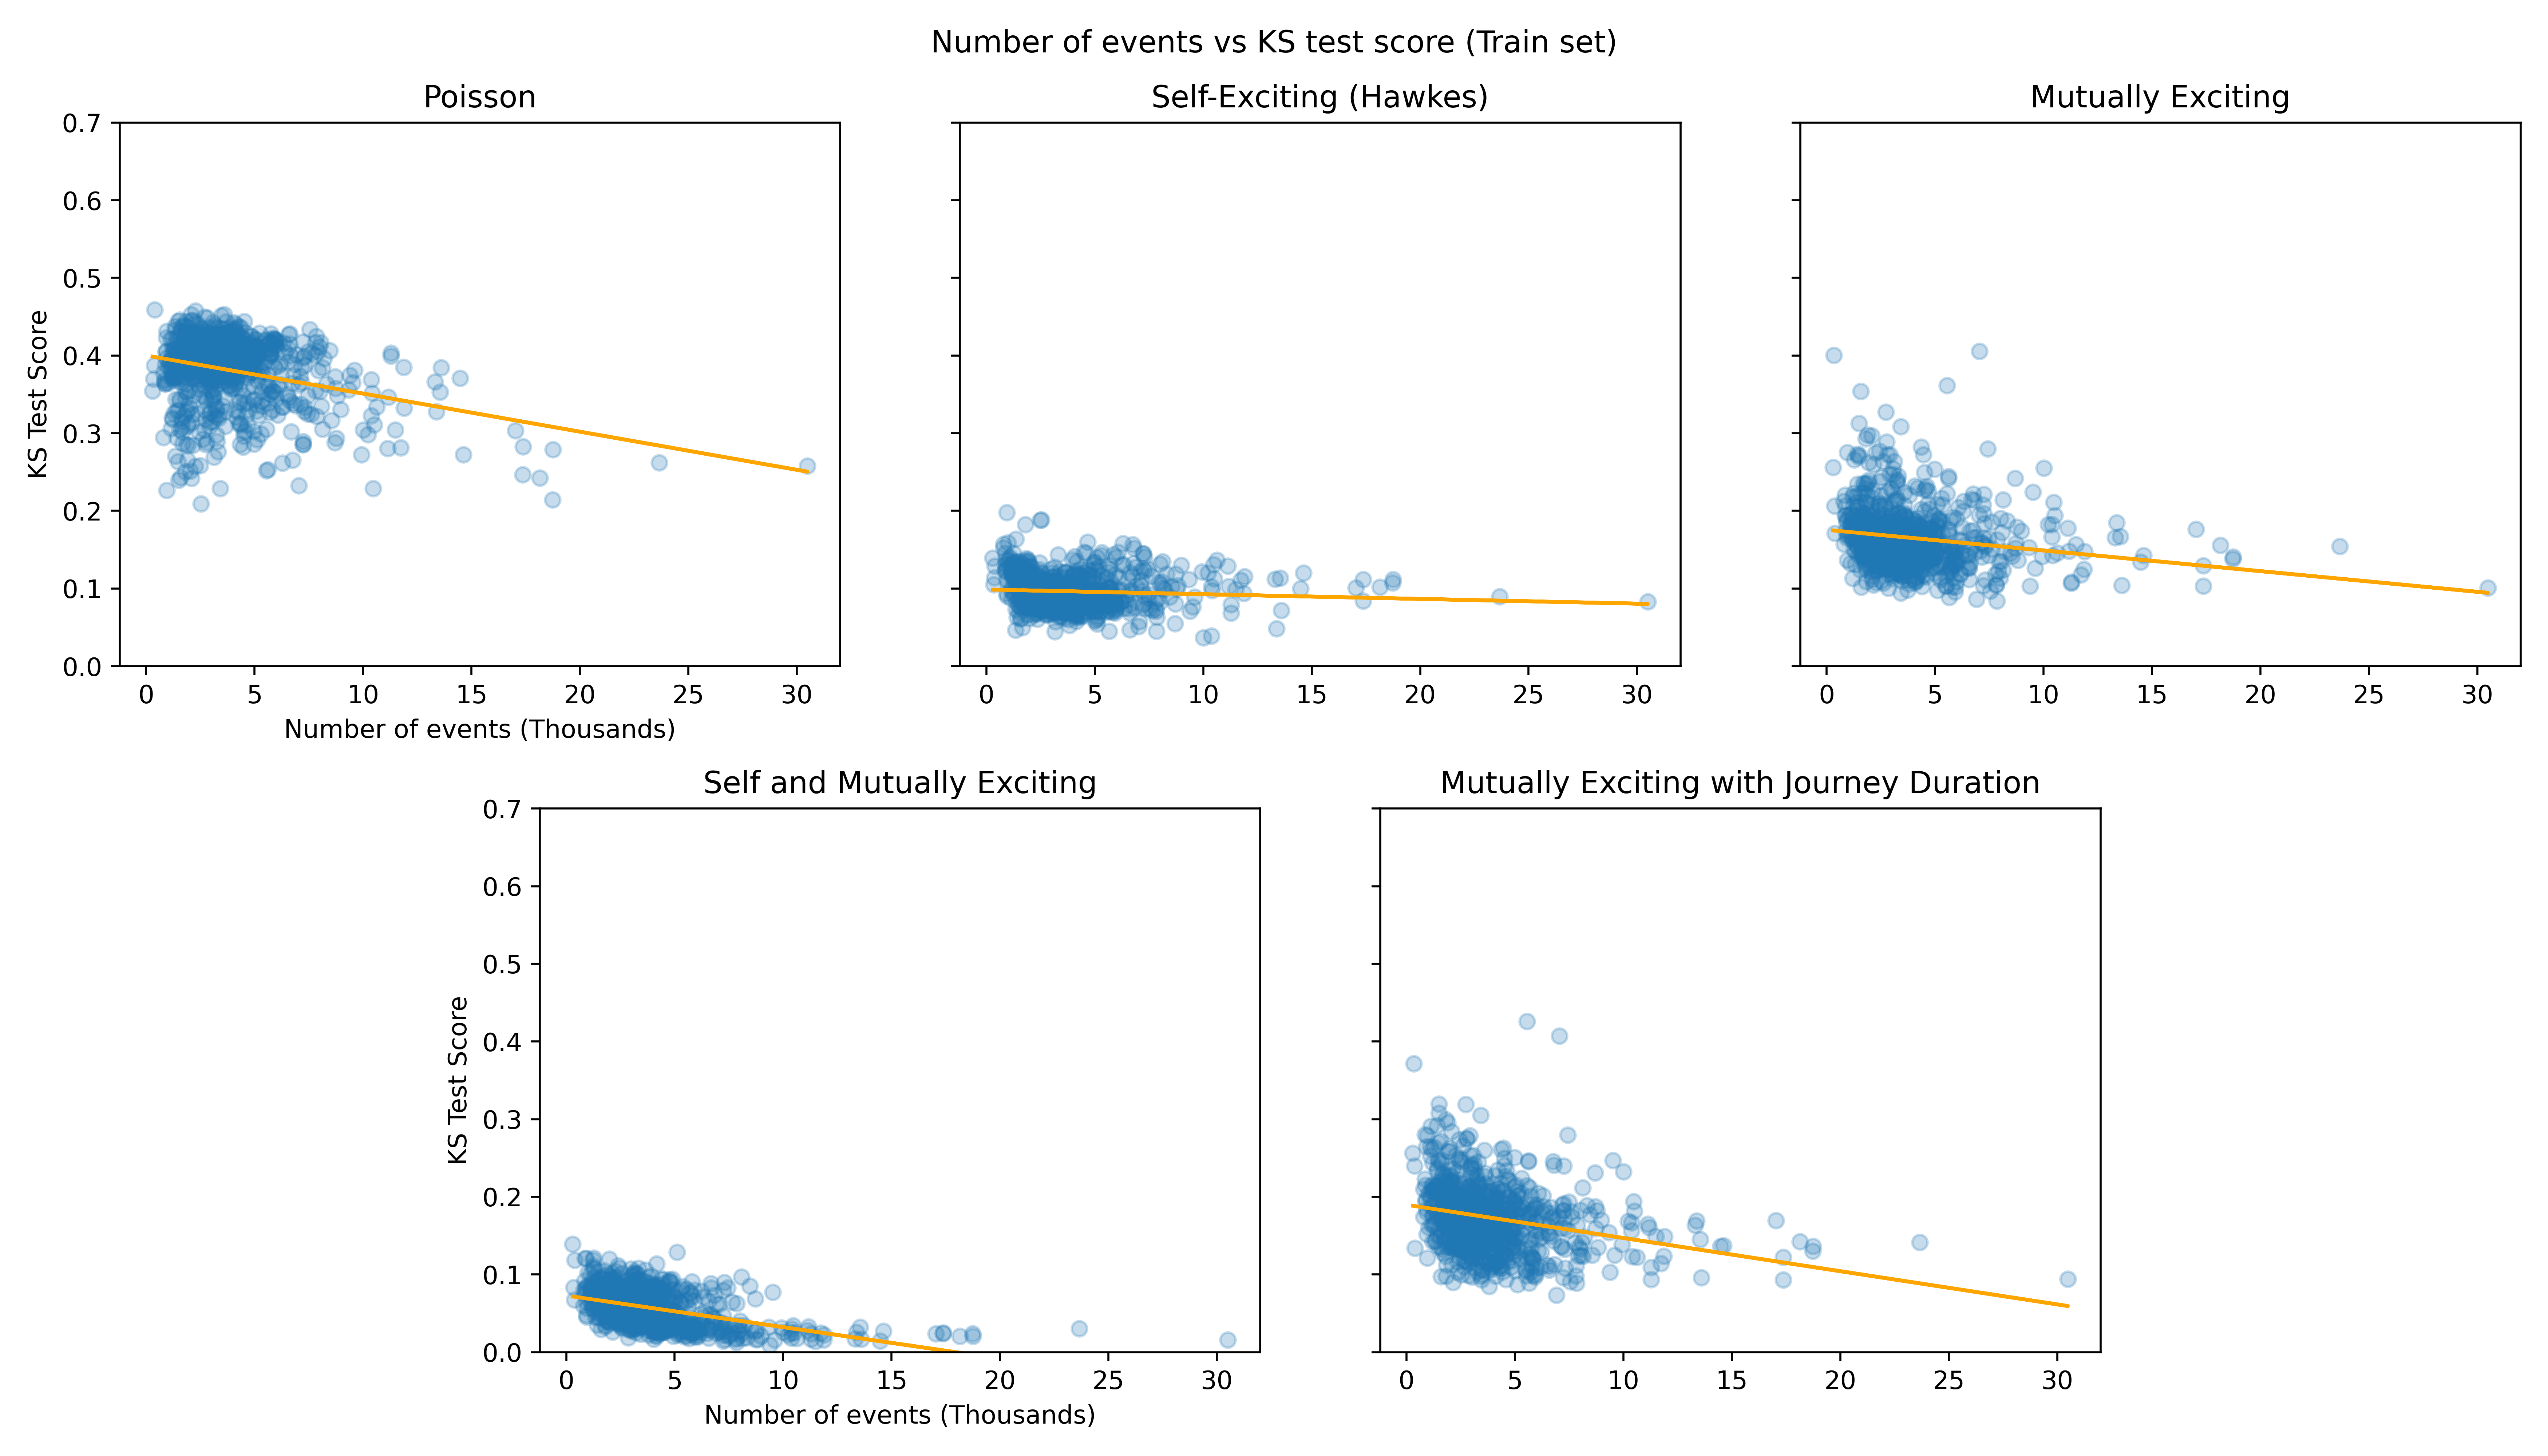 Number of events vs KS test score (Train set)
Poisson
Self-Exciting (Hawkes)
Mutually Exciting
0.7
0.6
0.5
0.4
0.3
0.2
0.1
0.0
KS Test Score
0 5 10 15 20 25 30
0 5 10 15 20 25 30
0 5 10 15 20 25 30
Number of events (Thousands)
Self and Mutually Exciting
Mutually Exciting with Journey Duration
0.7
0.6
0.5
0.4
0.3
0.2
0.1
0.0
KS Test Score
0 5 10 15 20 25 30
0 5 10 15 20 25 30
Number of events (Thousands)